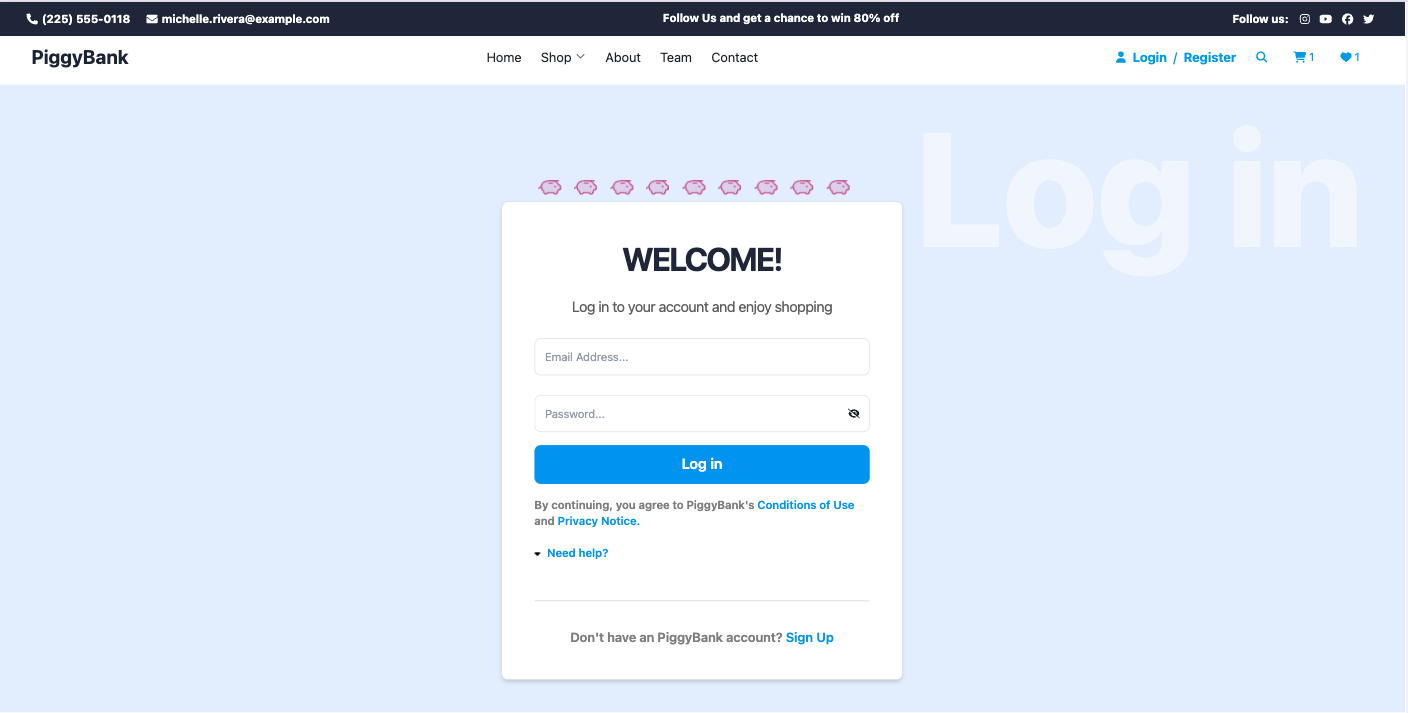 (225) 555-0118 michelle.rivera@example.com Follow Us and get a chance to win 80% off Follow us:
PiggyBank Home Shop About Team Contact Login / Register 1 1
Log in
WELCOME!
Log in to your account and enjoy shopping
Email Address...
Password...
Log in
By continuing, you agree to PiggyBank's Conditions of Use
and Privacy Notice.
Need help?
Don't have an PiggyBank account? Sign Up